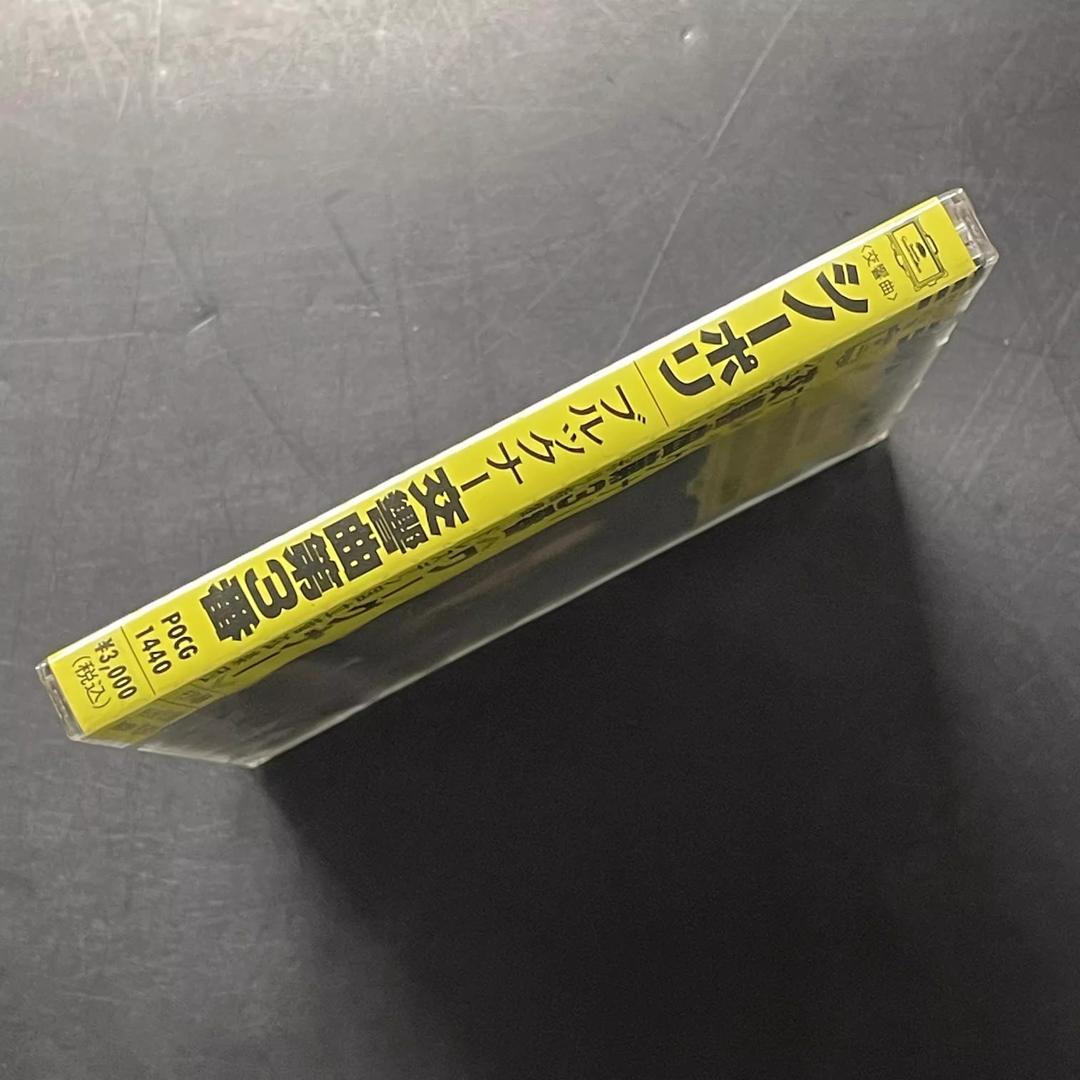 〈交響曲〉
シノーポリ
ブルックナー 交響曲第3番
POCG
1440
¥3,000
(税込)